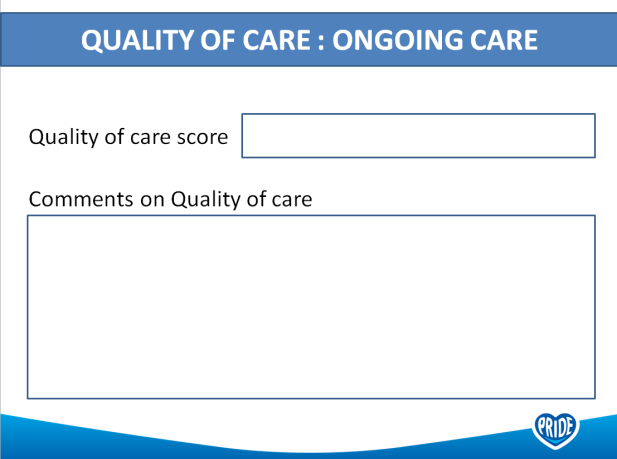 QUALITY OF CARE : ONGOING CARE
Quality of care score
Comments on Quality of care
PRIDE